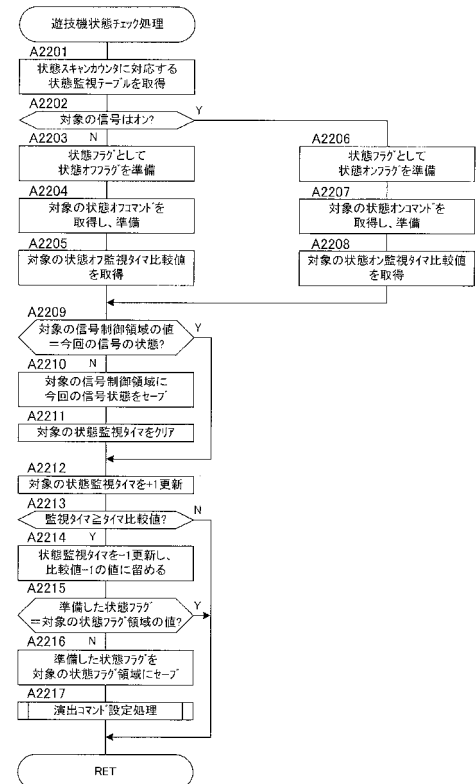 遊技機状態チェック処理
A2201
状態スキャンカウンタに対応する
状態監視テーブルを取得
A2202
対象の信号はオン?
Y
N
A2203
状態フラグとして
状態オフフラグを準備
A2204
対象の状態オフコマンドを
取得し、準備
A2205
対象の状態オフ監視タイマ比較値
を取得
A2206
状態フラグとして
状態オンフラグを準備
A2207
対象の状態オンコマンドを
取得し、準備
A2208
対象の状態オン監視タイマ比較値
を取得
A2209
対象の信号制御領域の値
=今回の信号の状態?
Y
N
A2210
対象の信号制御領域に
今回の信号状態をセーブ
A2211
対象の状態監視タイマをクリア
A2212
対象の状態監視タイマを+1更新
A2213
監視タイマ≧タイマ比較値?
N
Y
A2214
状態監視タイマを-1更新し、
比較値-1の値に留める
A2215
準備した状態フラグ
=対象の状態フラグ領域の値?
Y
N
A2216
準備した状態フラグを
対象の状態フラグ領域にセーブ
A2217
演出コマンド設定処理
RET